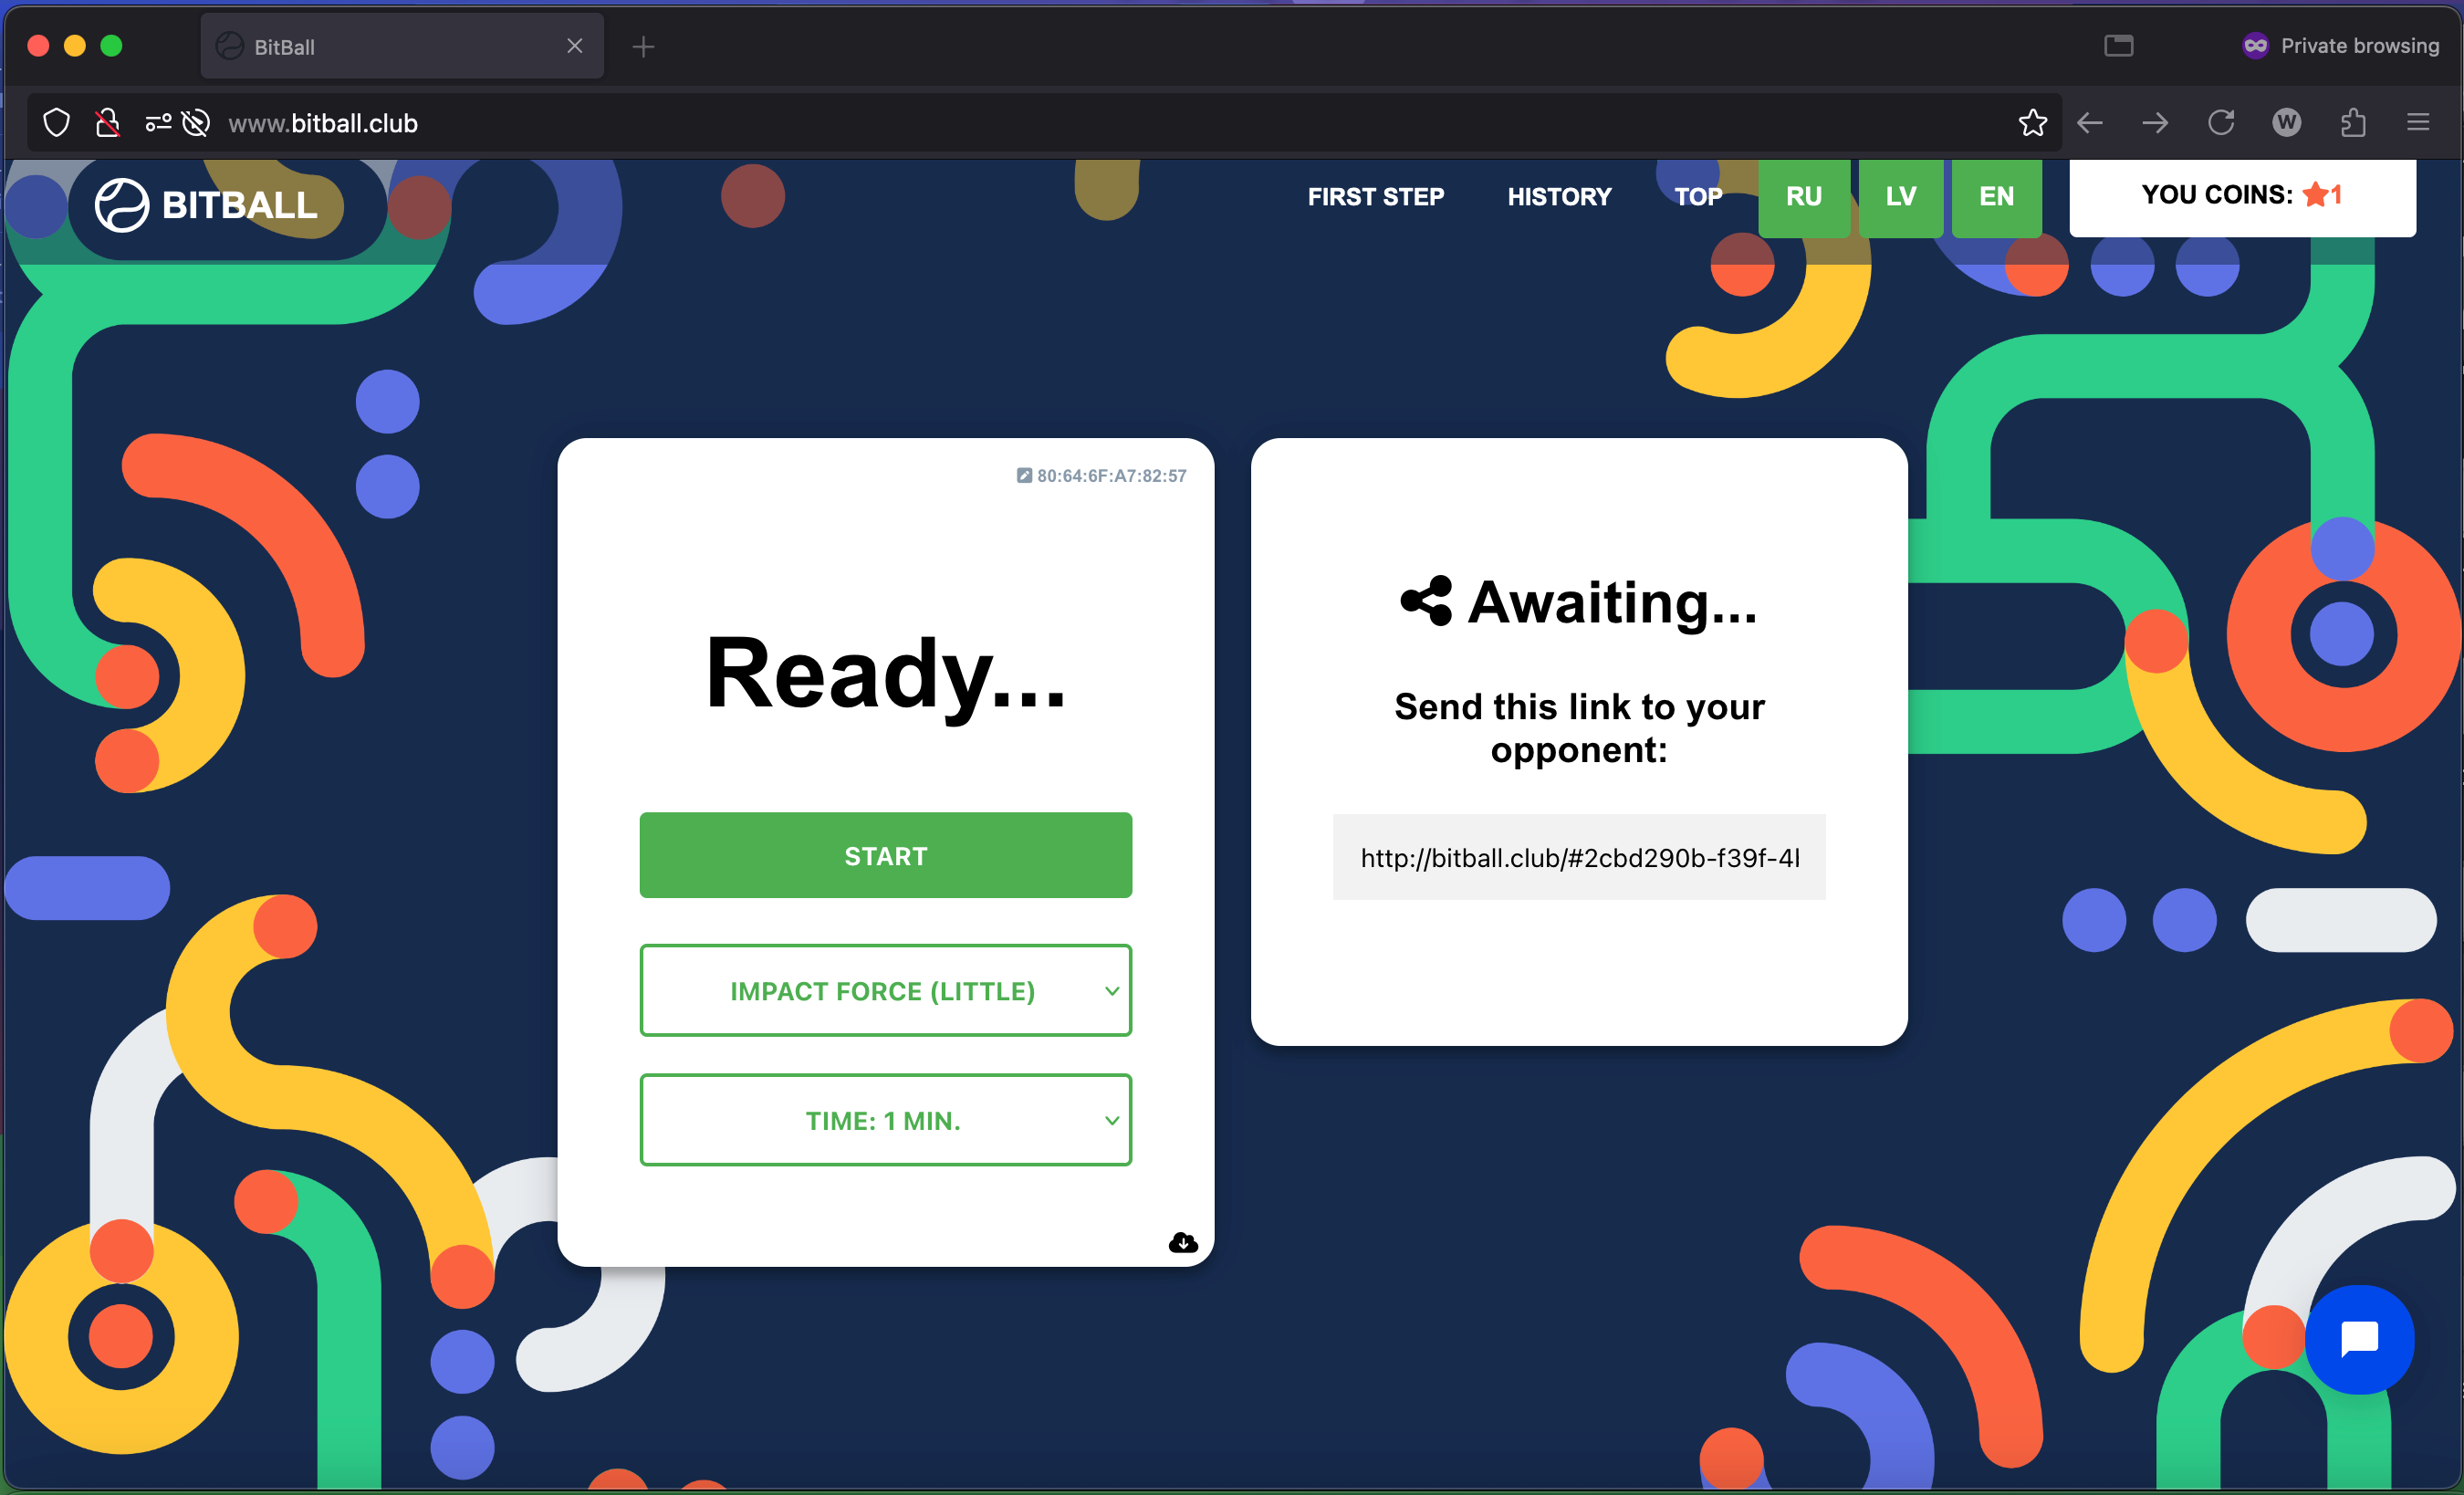 BitBall
Private browsing
www.bitball.club
W
BITBALL
FIRST STEP
HISTORY
TOP
RU
LV
EN
YOU COINS: 1
80:64:6F:A7:82:57
Ready...
START
IMPACT FORCE (LITTLE)
TIME: 1 MIN.
Awaiting...
Send this link to your
opponent:
http://bitball.club/#2cbd290b-f39f-4